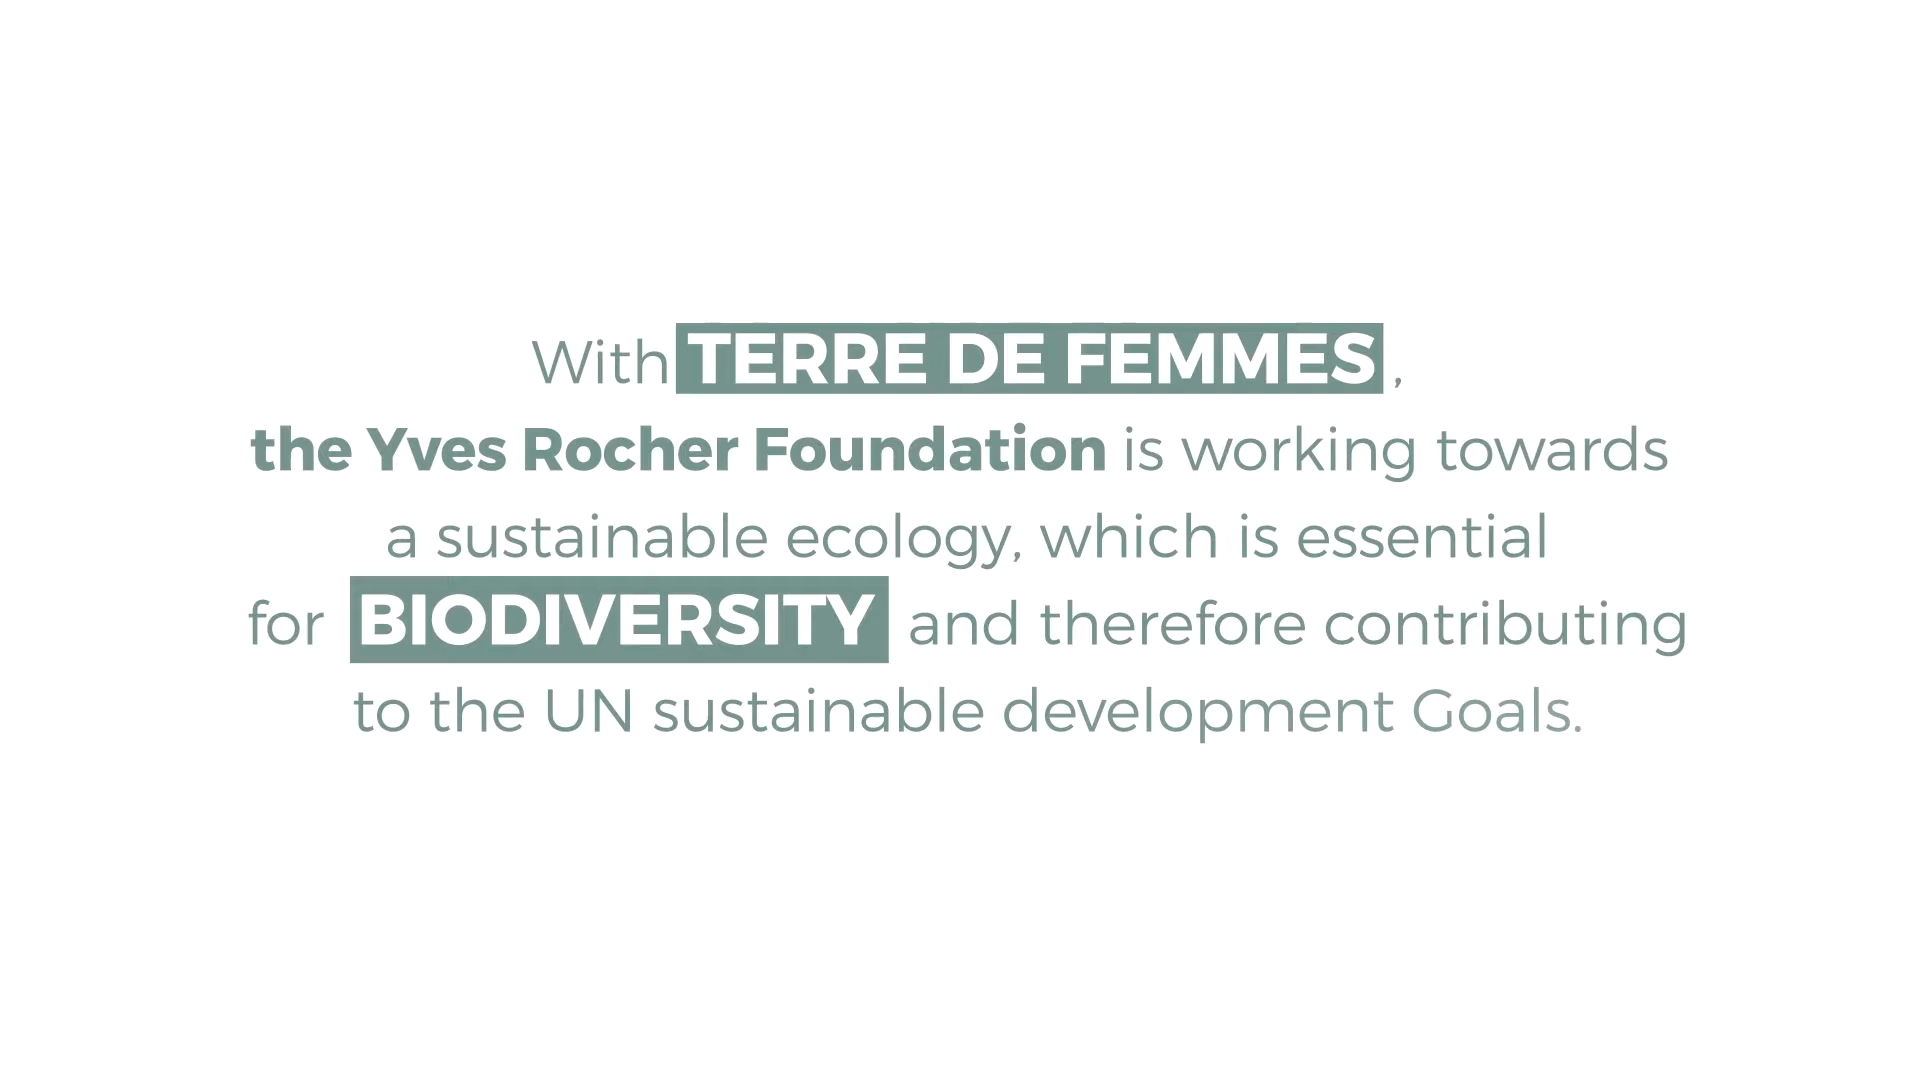 With TERRE DE FEMMES,
the Yves Rocher Foundation is working towards
a sustainable ecology, which is essential
for BIODIVERSITY and therefore contributing
to the UN sustainable development Goals.